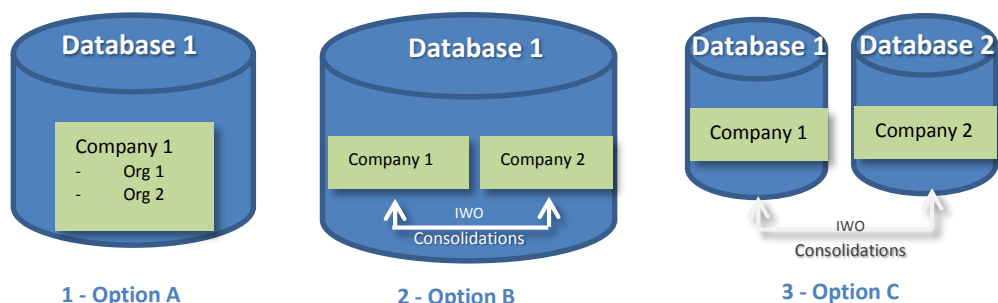 Database 1
Company 1
- Org 1
- Org 2
1 - Option A
Database 1
Company 1
Company 2
IWO
Consolidations
2 - Option B
Database 1
Database 2
Company 1
Company 2
IWO
Consolidations
3 - Option C